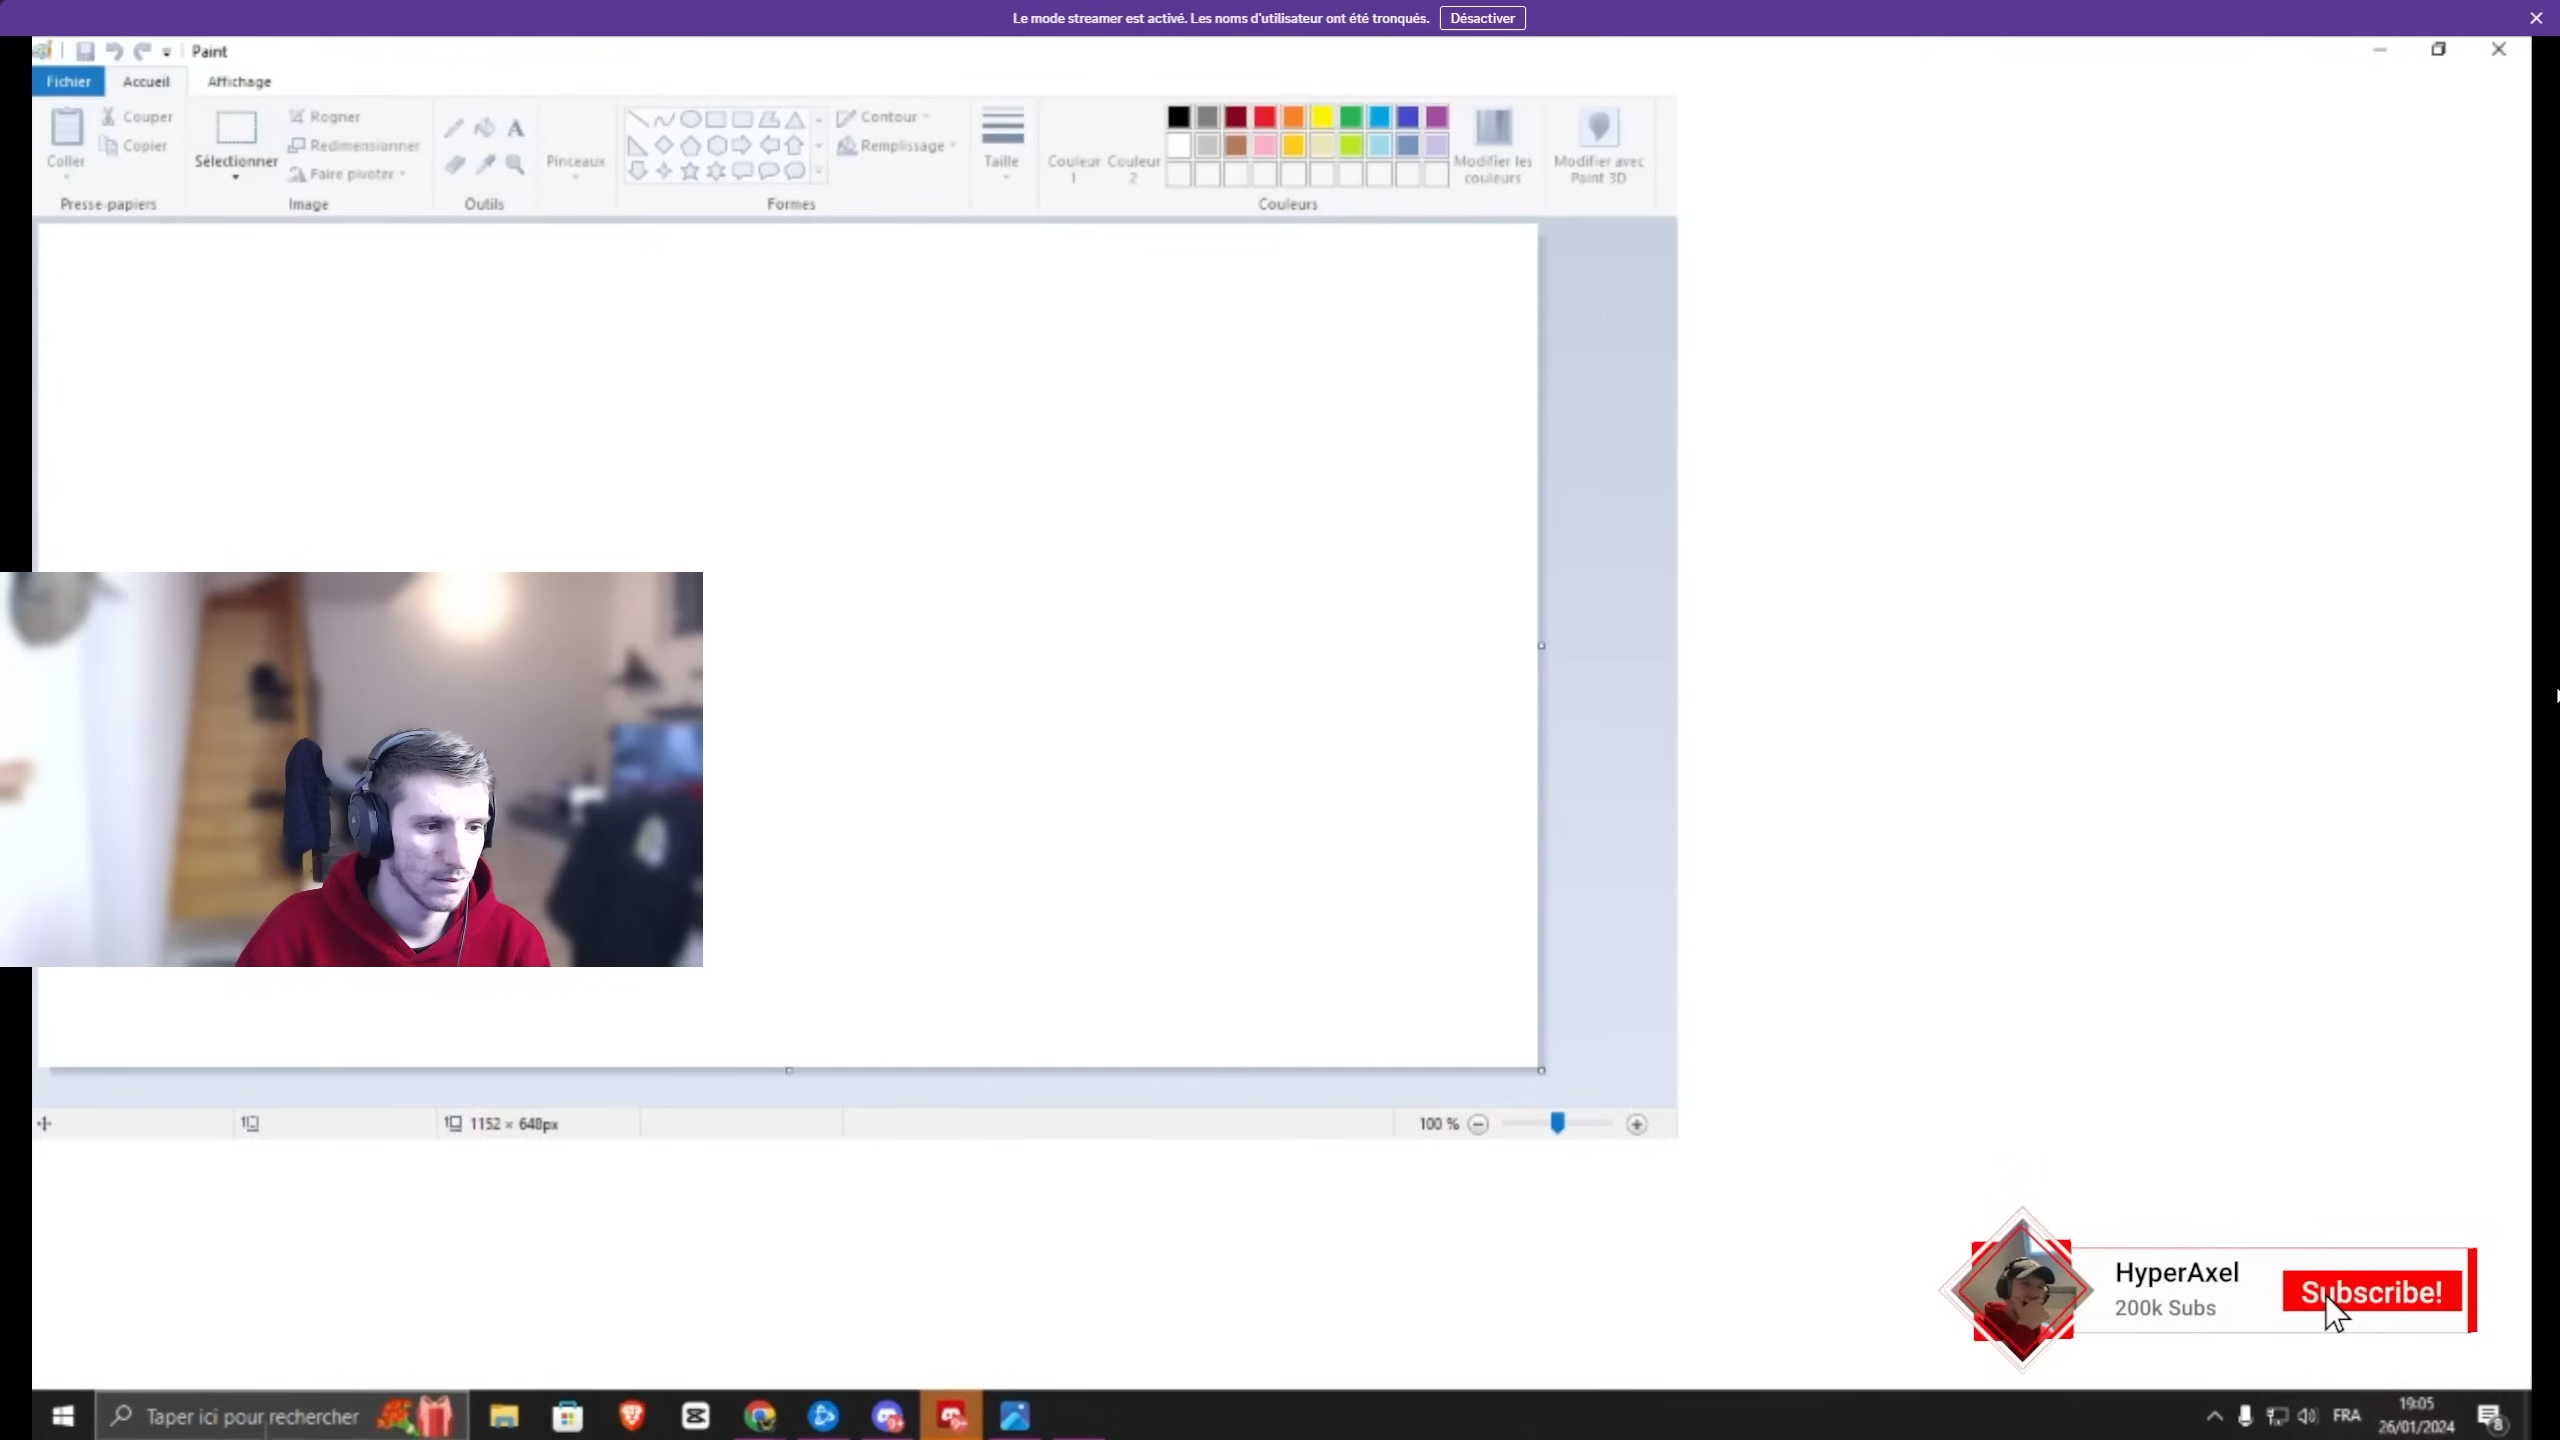 Le mode streamer est activé. Les noms d'utilisateur ont été tronqués. Désactiver
Paint
Fichier Accueil Affichage
Coller
Couper
Copier
Presse-papiers
Sélectionner
Rogner
Redimensionner
Faire pivoter
Image
A
Outils
Pinceaux
Contour
Remplissage
Formes
Taille
Couleur 1
Couleur 2
Couleurs
Modifier les couleurs
Modifier avec Paint 3D
1152 × 648px
100 %
HyperAxel
200k Subs
Subscribe!
Taper ici pour rechercher
FRA
19:05
26/01/2024
8